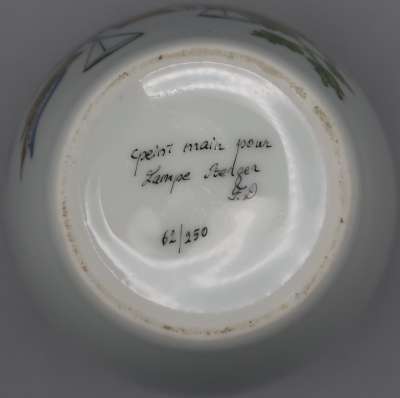 peint main pour
Lampe Berger
F.D
62/250